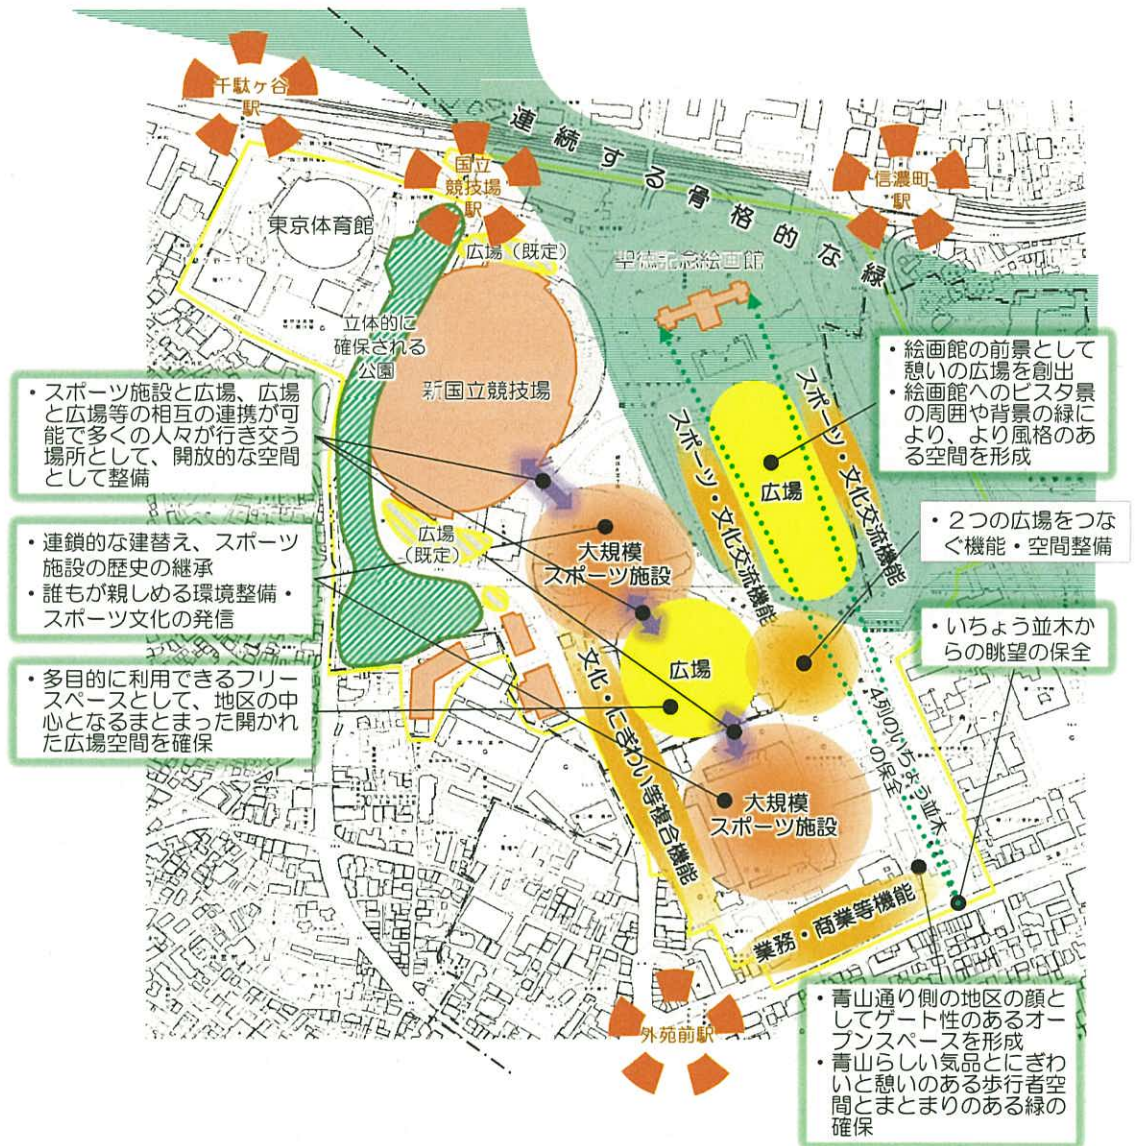 千駄ヶ谷
駅
国立
競技場
駅
連続する骨格的な緑
信濃町
駅
東京体育館
広場（既定）
聖徳記念絵画館
立体的に
確保される
公園
新国立競技場
・絵画館の前景として
憩いの広場を創出
・絵画館へのビスタ景
の周囲や背景の緑に
より、より風格のあ
る空間を形成
・スポーツ施設と広場、広場
と広場等の相互の連携が可
能で多くの人々が行き交う
場所として、開放的な空間
として整備
スポーツ・文化交流機能
広場
スポーツ・文化交流機能
・２つの広場をつな
ぐ機能・空間整備
広場
（既定）
大規模
スポーツ施設
・連鎖的な建替え、スポーツ
施設の歴史の継承
・誰もが親しめる環境整備・
スポーツ文化の発信
・いちょう並木か
らの眺望の保全
広場
・多目的に利用できるフリー
スペースとして、地区の中
心となるまとまった開かれ
た広場空間を確保
文化・にぎわい等複合機能
4列のいちょう並木
の保全
大規模
スポーツ施設
業務・商業等機能
外苑前駅
・青山通り側の地区の顔と
してゲート性のあるオー
プンスペースを形成
・青山らしい気品とにぎわ
いと憩いのある歩行者空
間とまとまりのある緑の
確保